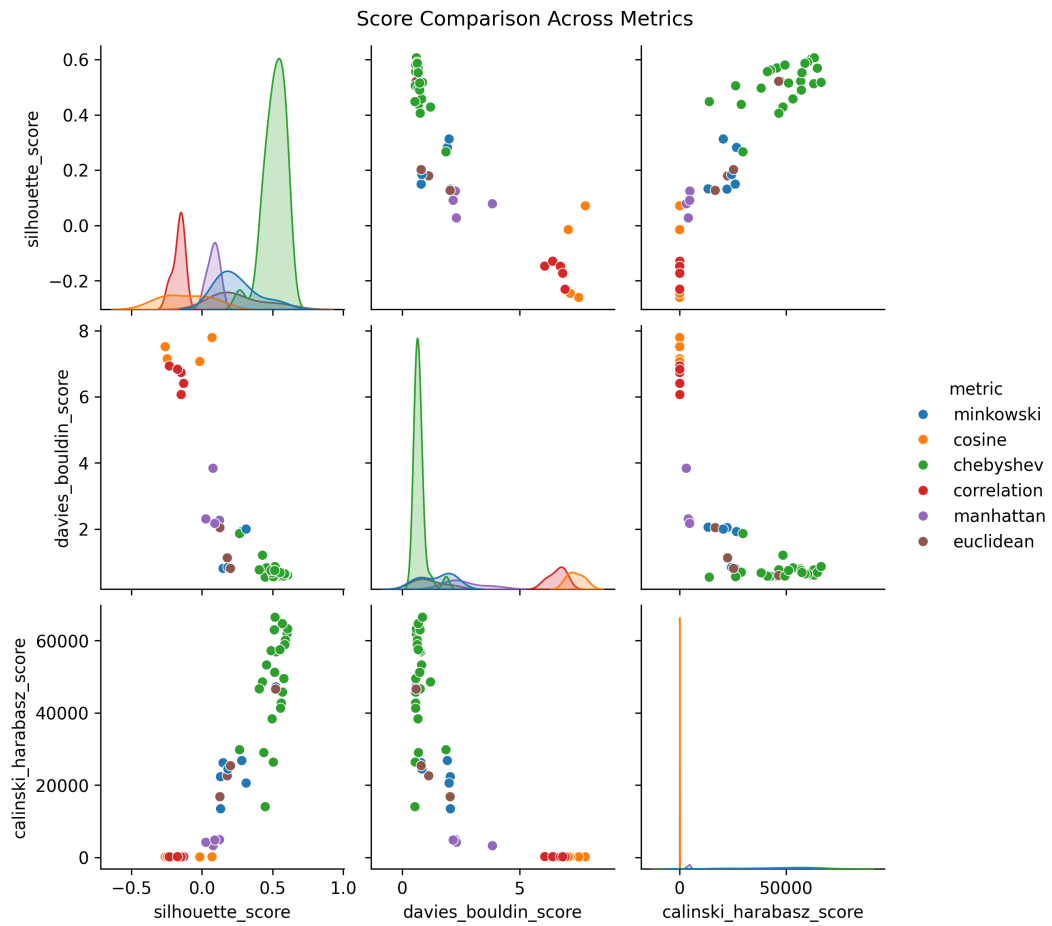 Score Comparison Across Metrics
silhouette_score
0.6
0.4
0.2
0.0
−0.2
davies_bouldin_score
8
6
4
2
metric
minkowski
cosine
chebyshev
correlation
manhattan
euclidean
calinski_harabasz_score
60000
40000
20000
0
−0.5 0.0 0.5 1.0
0 5
0 50000
silhouette_score davies_bouldin_score calinski_harabasz_score